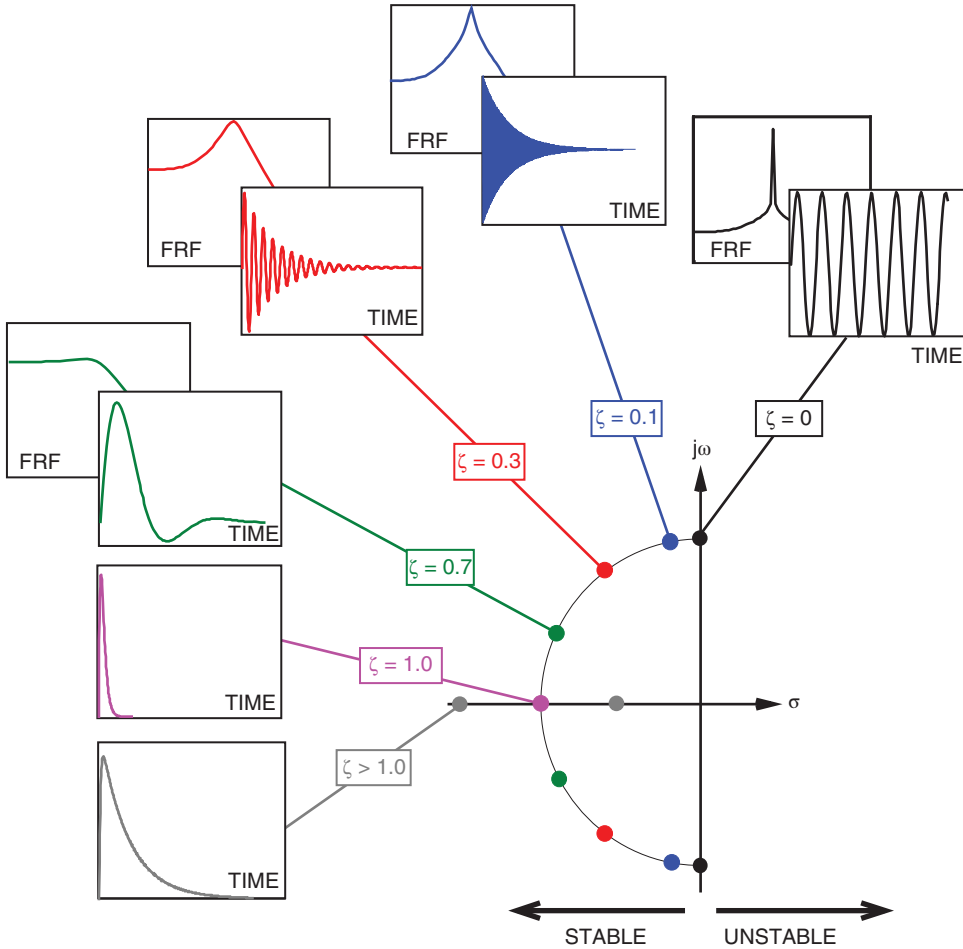 FRF
TIME
FRF
TIME
FRF
TIME
FRF
TIME
TIME
TIME
ζ = 0.1
ζ = 0
ζ = 0.3
ζ = 0.7
ζ = 1.0
ζ > 1.0
jω
σ
STABLE
UNSTABLE